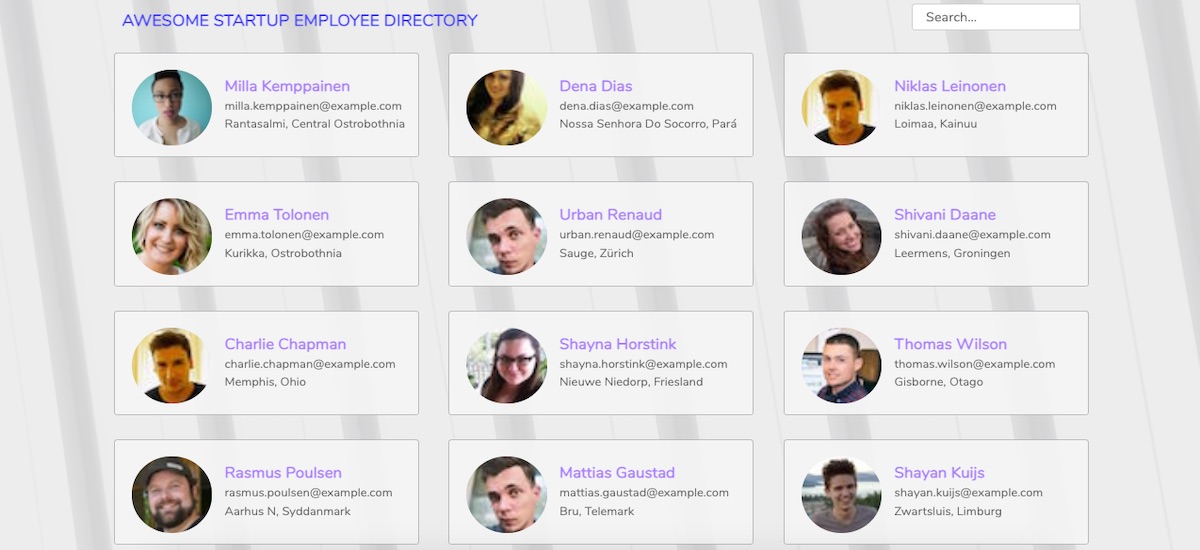 AWESOME STARTUP EMPLOYEE DIRECTORY
Search...
Milla Kemppainen
milla.kemppainen@example.com
Rantasalmi, Central Ostrobothnia
Dena Dias
dena.dias@example.com
Nossa Senhora Do Socorro, Pará
Niklas Leinonen
niklas.leinonen@example.com
Loimaa, Kainuu
Emma Tolonen
emma.tolonen@example.com
Kurikka, Ostrobothnia
Urban Renaud
urban.renaud@example.com
Sauge, Zürich
Shivani Daane
shivani.daane@example.com
Leermens, Groningen
Charlie Chapman
charlie.chapman@example.com
Memphis, Ohio
Shayna Horstink
shayna.horstink@example.com
Nieuwe Niedorp, Friesland
Thomas Wilson
thomas.wilson@example.com
Gisborne, Otago
Rasmus Poulsen
rasmus.poulsen@example.com
Aarhus N, Syddanmark
Mattias Gaustad
mattias.gaustad@example.com
Bru, Telemark
Shayan Kuijs
shayan.kuijs@example.com
Zwartsluis, Limburg